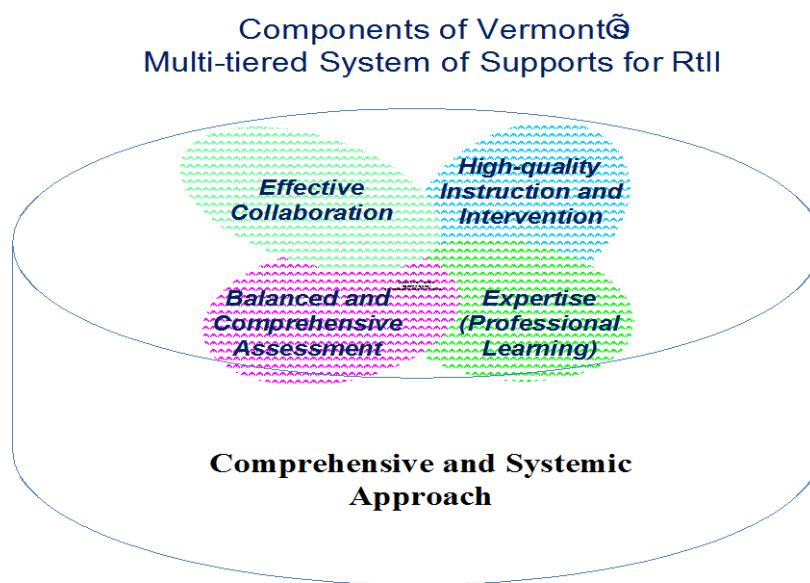 Components of VermontÕs
Multi-tiered System of Supports for RtII
Effective
Collaboration
High-quality
Instruction and
Intervention
Balanced and
Comprehensive
Assessment
Expertise
(Professional
Learning)
Comprehensive and Systemic
Approach